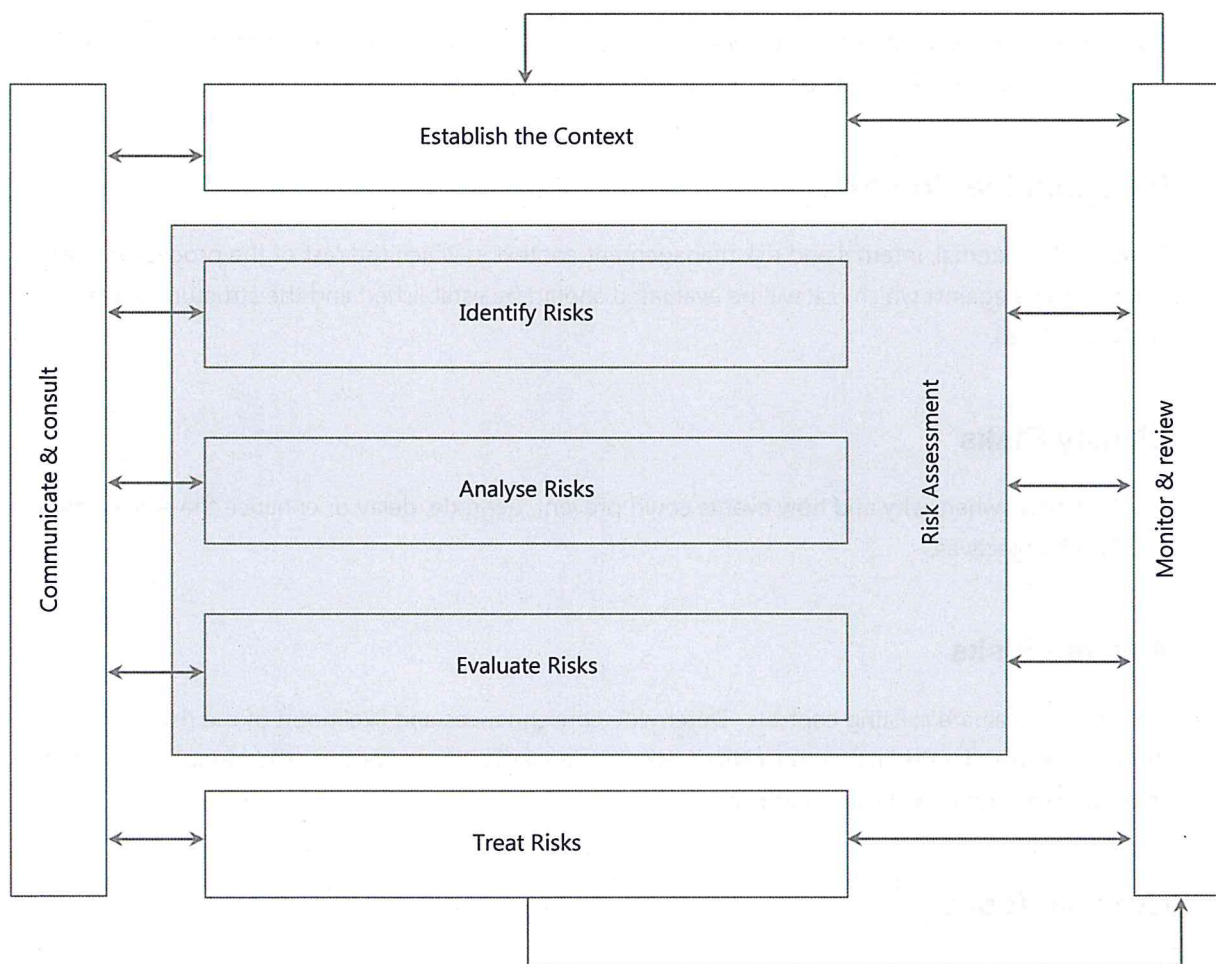 Establish the Context
Communicate & consult
Identify Risks
Analyse Risks
Evaluate Risks
Risk Assessment
Monitor & review
Treat Risks